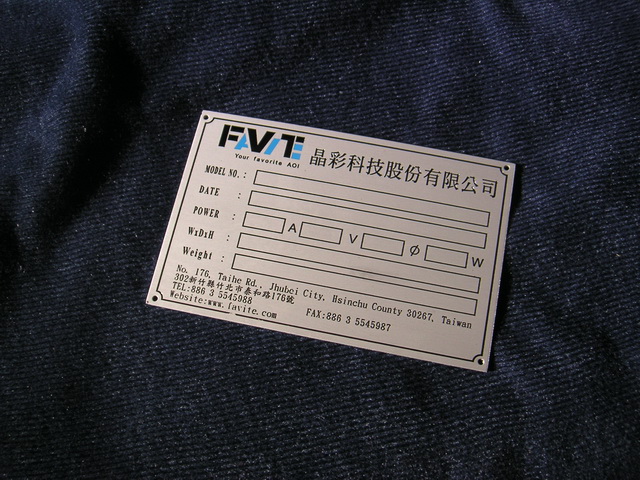 FAVITE
Your favorite AOI
晶彩科技股份有限公司
MODEL NO. :
DATE :
POWER : A V Ø W
WxDxH :
Weight :
No. 176, Taihe Rd., Jhubei City, Hsinchu County 30267, Taiwan
302新竹縣竹北市泰和路176號
TEL:886 3 5545988 FAX:886 3 5545987
Website:www.favite.com